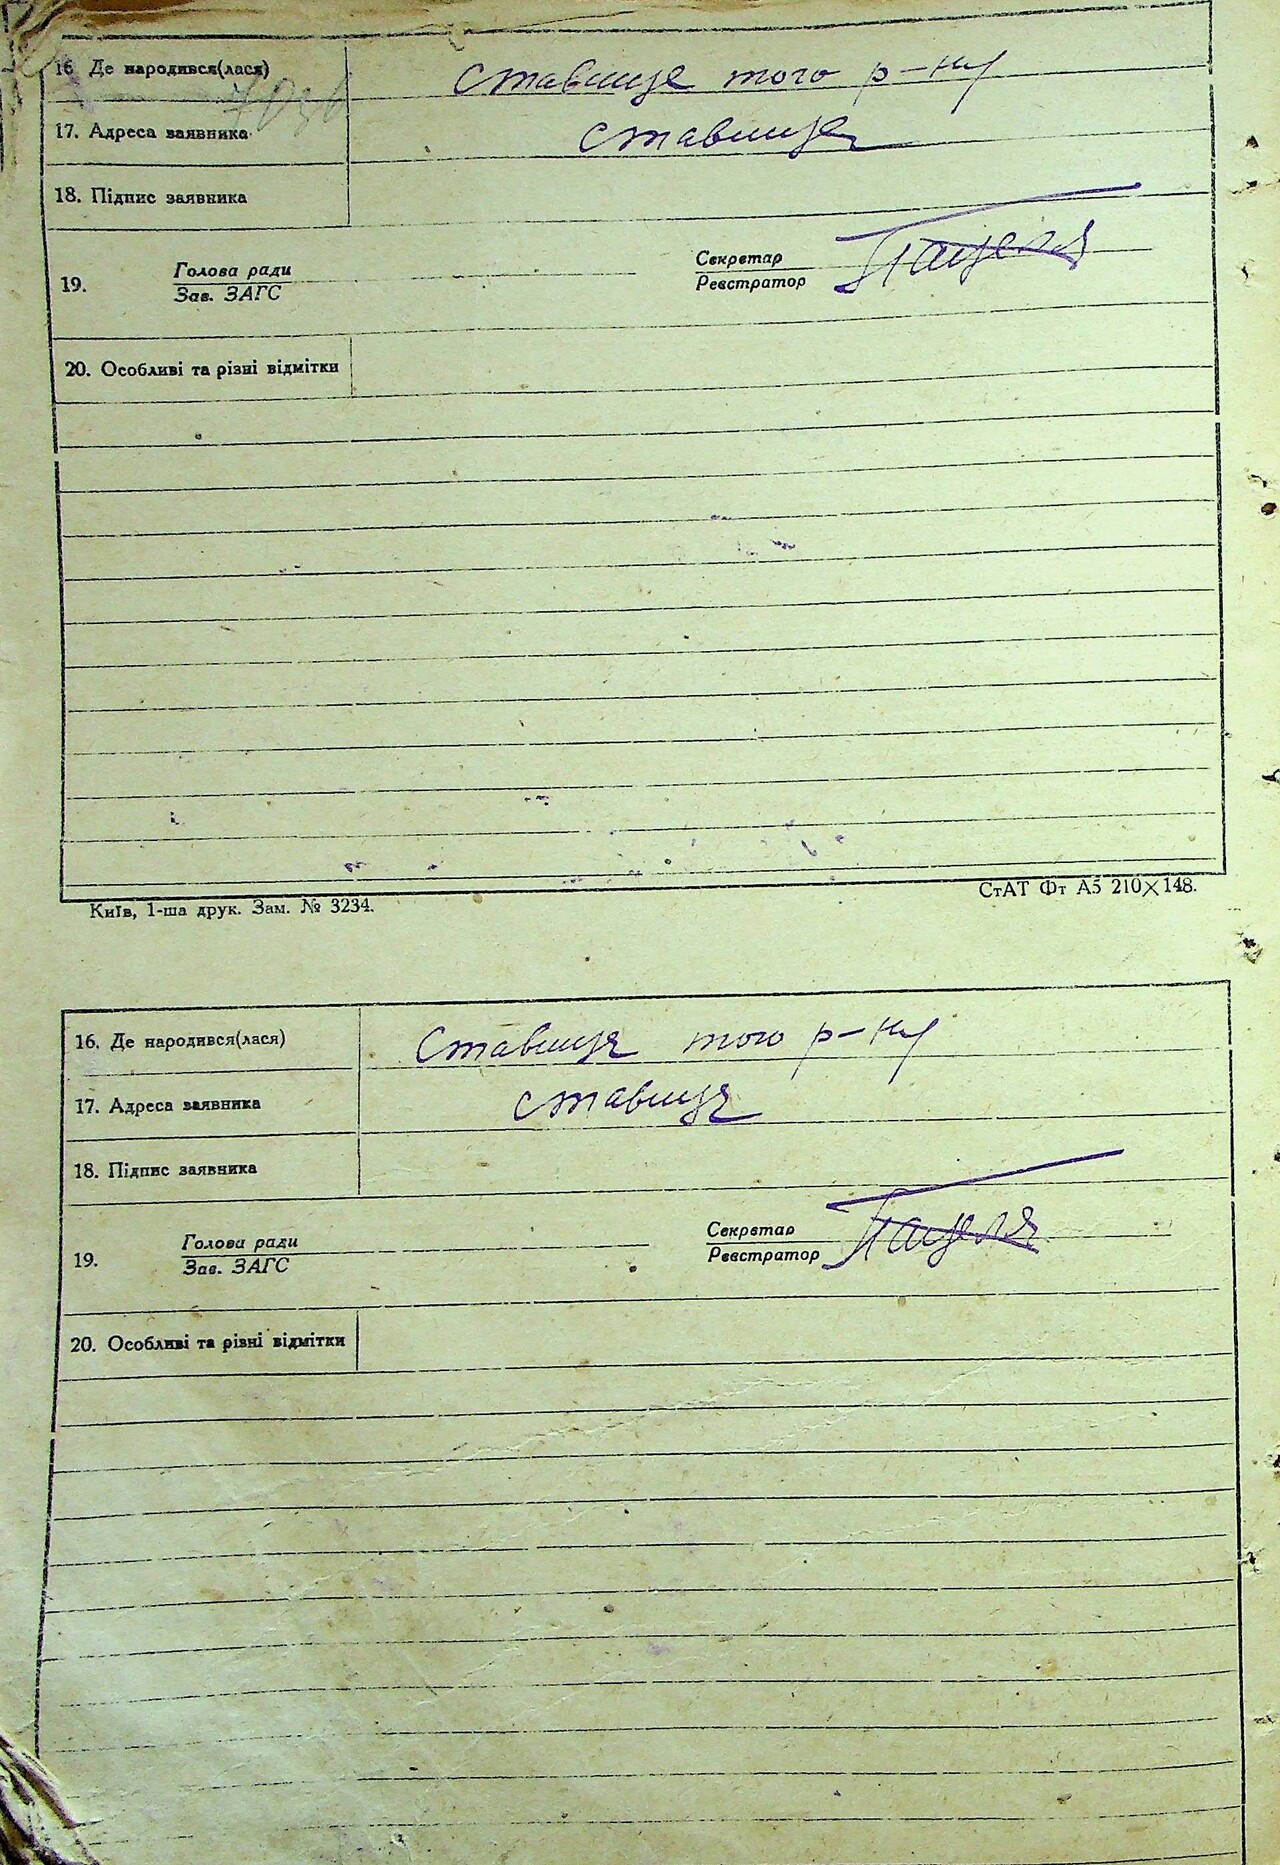 16. Де народився(лася) Ставище того р-ну
17. Адреса заявника Ставище
18. Підпис заявника
19. Голова ради Секретар
Зав. ЗАГС Реєстратор
20. Особливі та різні відмітки
Київ, 1-ша друк. Зам. № 3234. СтАТ Фт А5 210×148.
16. Де народився(лася) Ставище того р-ну
17. Адреса заявника Ставище
18. Підпис заявника
19. Голова ради Секретар
Зав. ЗАГС Реєстратор
20. Особливі та різні відмітки